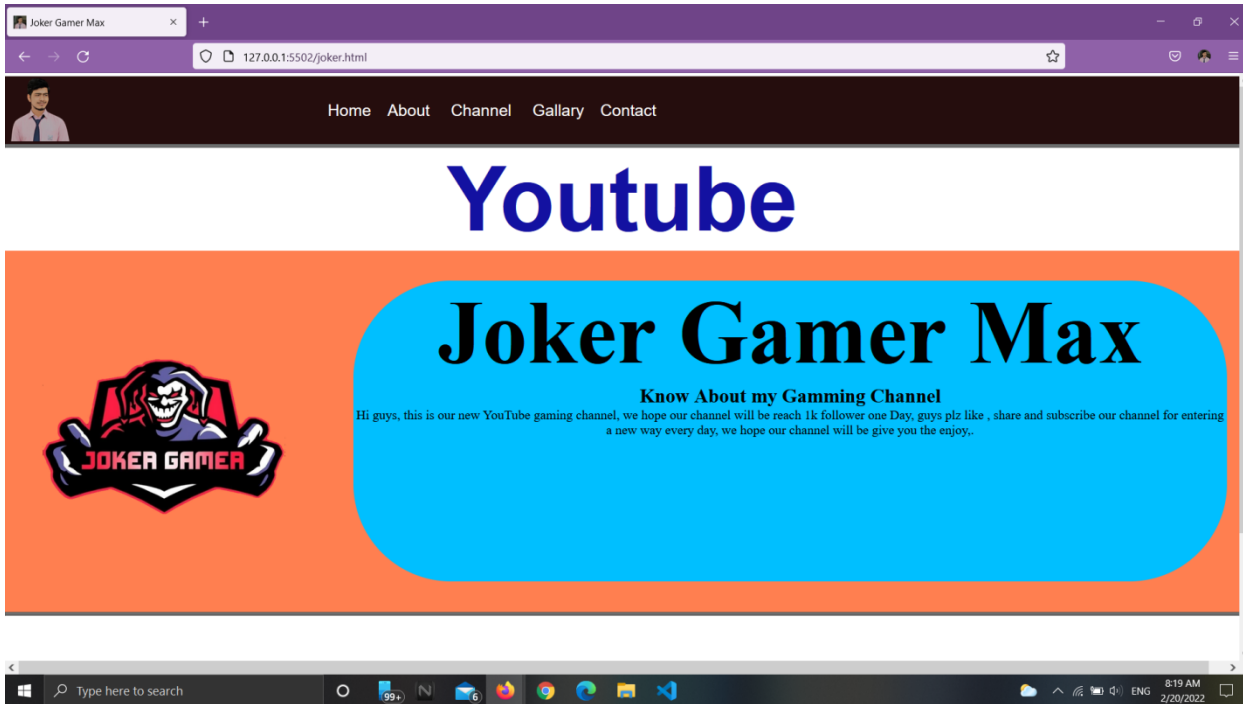 Joker Gamer Max
127.0.0.1:5502/joker.html
Home About Channel Gallary Contact
Youtube
Joker Gamer Max
Know About my Gamming Channel
Hi guys, this is our new YouTube gaming channel, we hope our channel will be reach 1k follower one Day, guys plz like , share and subscribe our channel for entering
a new way every day, we hope our channel will be give you the enjoy,.
JOKER GAMER
Type here to search
99+
6
ENG
8:19 AM
2/20/2022